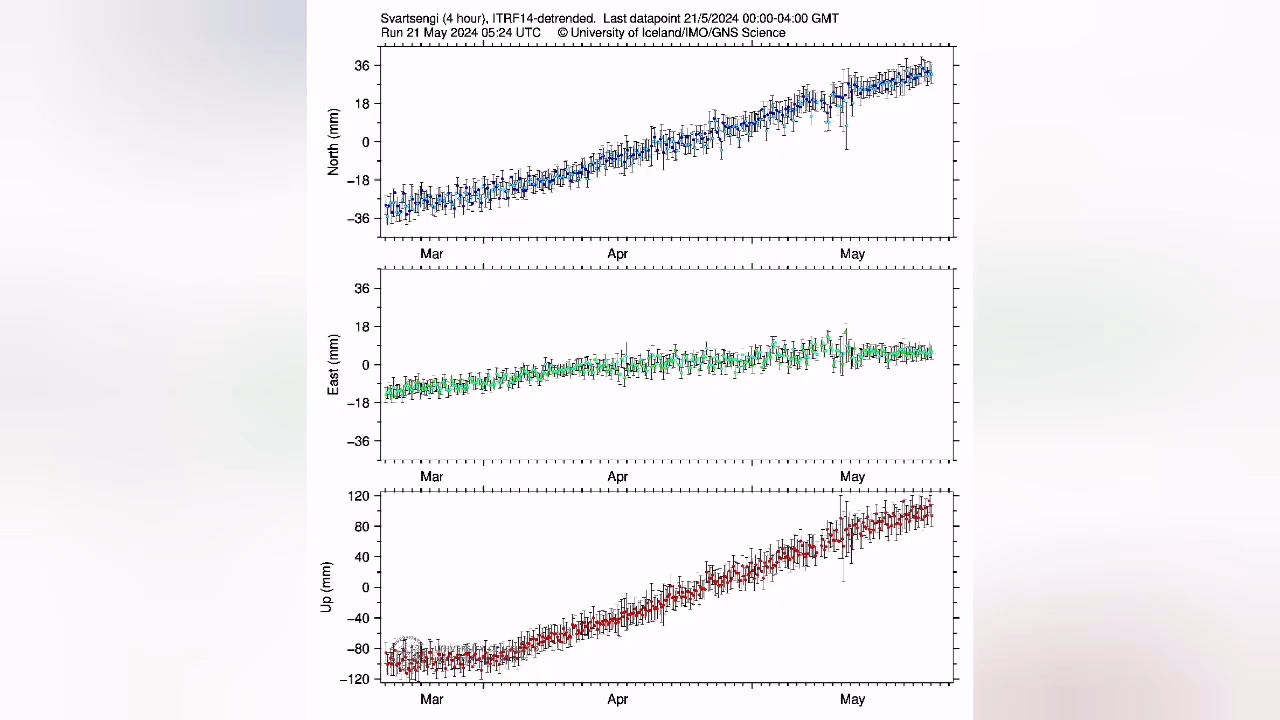 Svartsengi (4 hour), ITRF14-detrended. Last datapoint 21/5/2024 00:00-04:00 GMT
Run 21 May 2024 05:24 UTC © University of Iceland/IMO/GNS Science
North (mm)
36
18
0
−18
−36
Mar Apr May
East (mm)
36
18
0
−18
−36
Mar Apr May
Up (mm)
120
80
40
0
−40
−80
−120
Mar Apr May